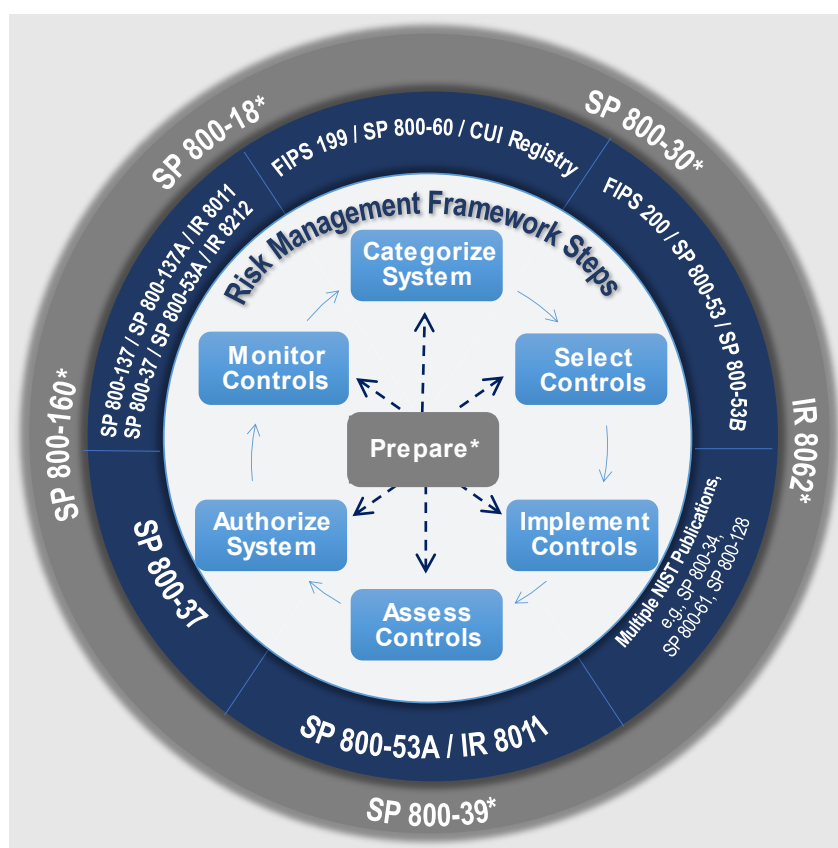 SP 800-18*
SP 800-30*
IR 8062*
SP 800-39*
SP 800-160*
FIPS 199 / SP 800-60 / CUI Registry
FIPS 200 / SP 800-53 / SP 800-53B
Multiple NIST Publications,
e.g., SP 800-34,
SP 800-61, SP 800-128
SP 800-53A / IR 8011
SP 800-37
SP 800-137 / SP 800-137A / IR 8011
SP 800-37 / SP 800-53A / IR 8212
Risk Management Framework Steps
Categorize
System
Select
Controls
Implement
Controls
Assess
Controls
Authorize
System
Monitor
Controls
Prepare*